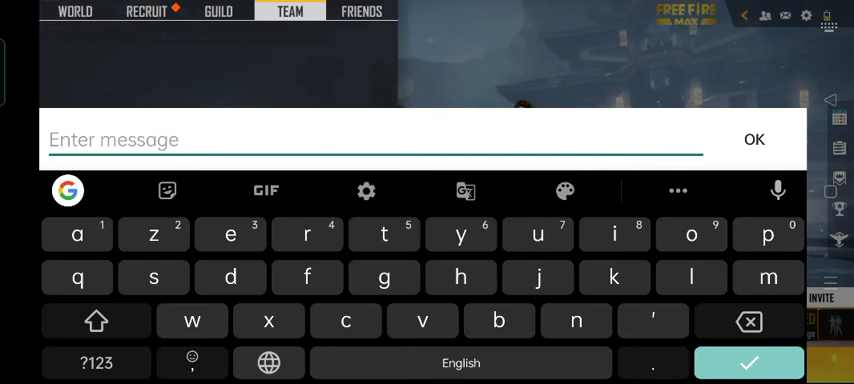 WORLD RECRUIT GUILD TEAM FRIENDS
FREE FIRE
MAX
Enter message OK
G GIF
a 1 z 2 e 3 r 4 t 5 y 6 u 7 i 8 o 9 p 0
q s d f g h j k l m
w x c v b n '
?123 , English .
INVITE